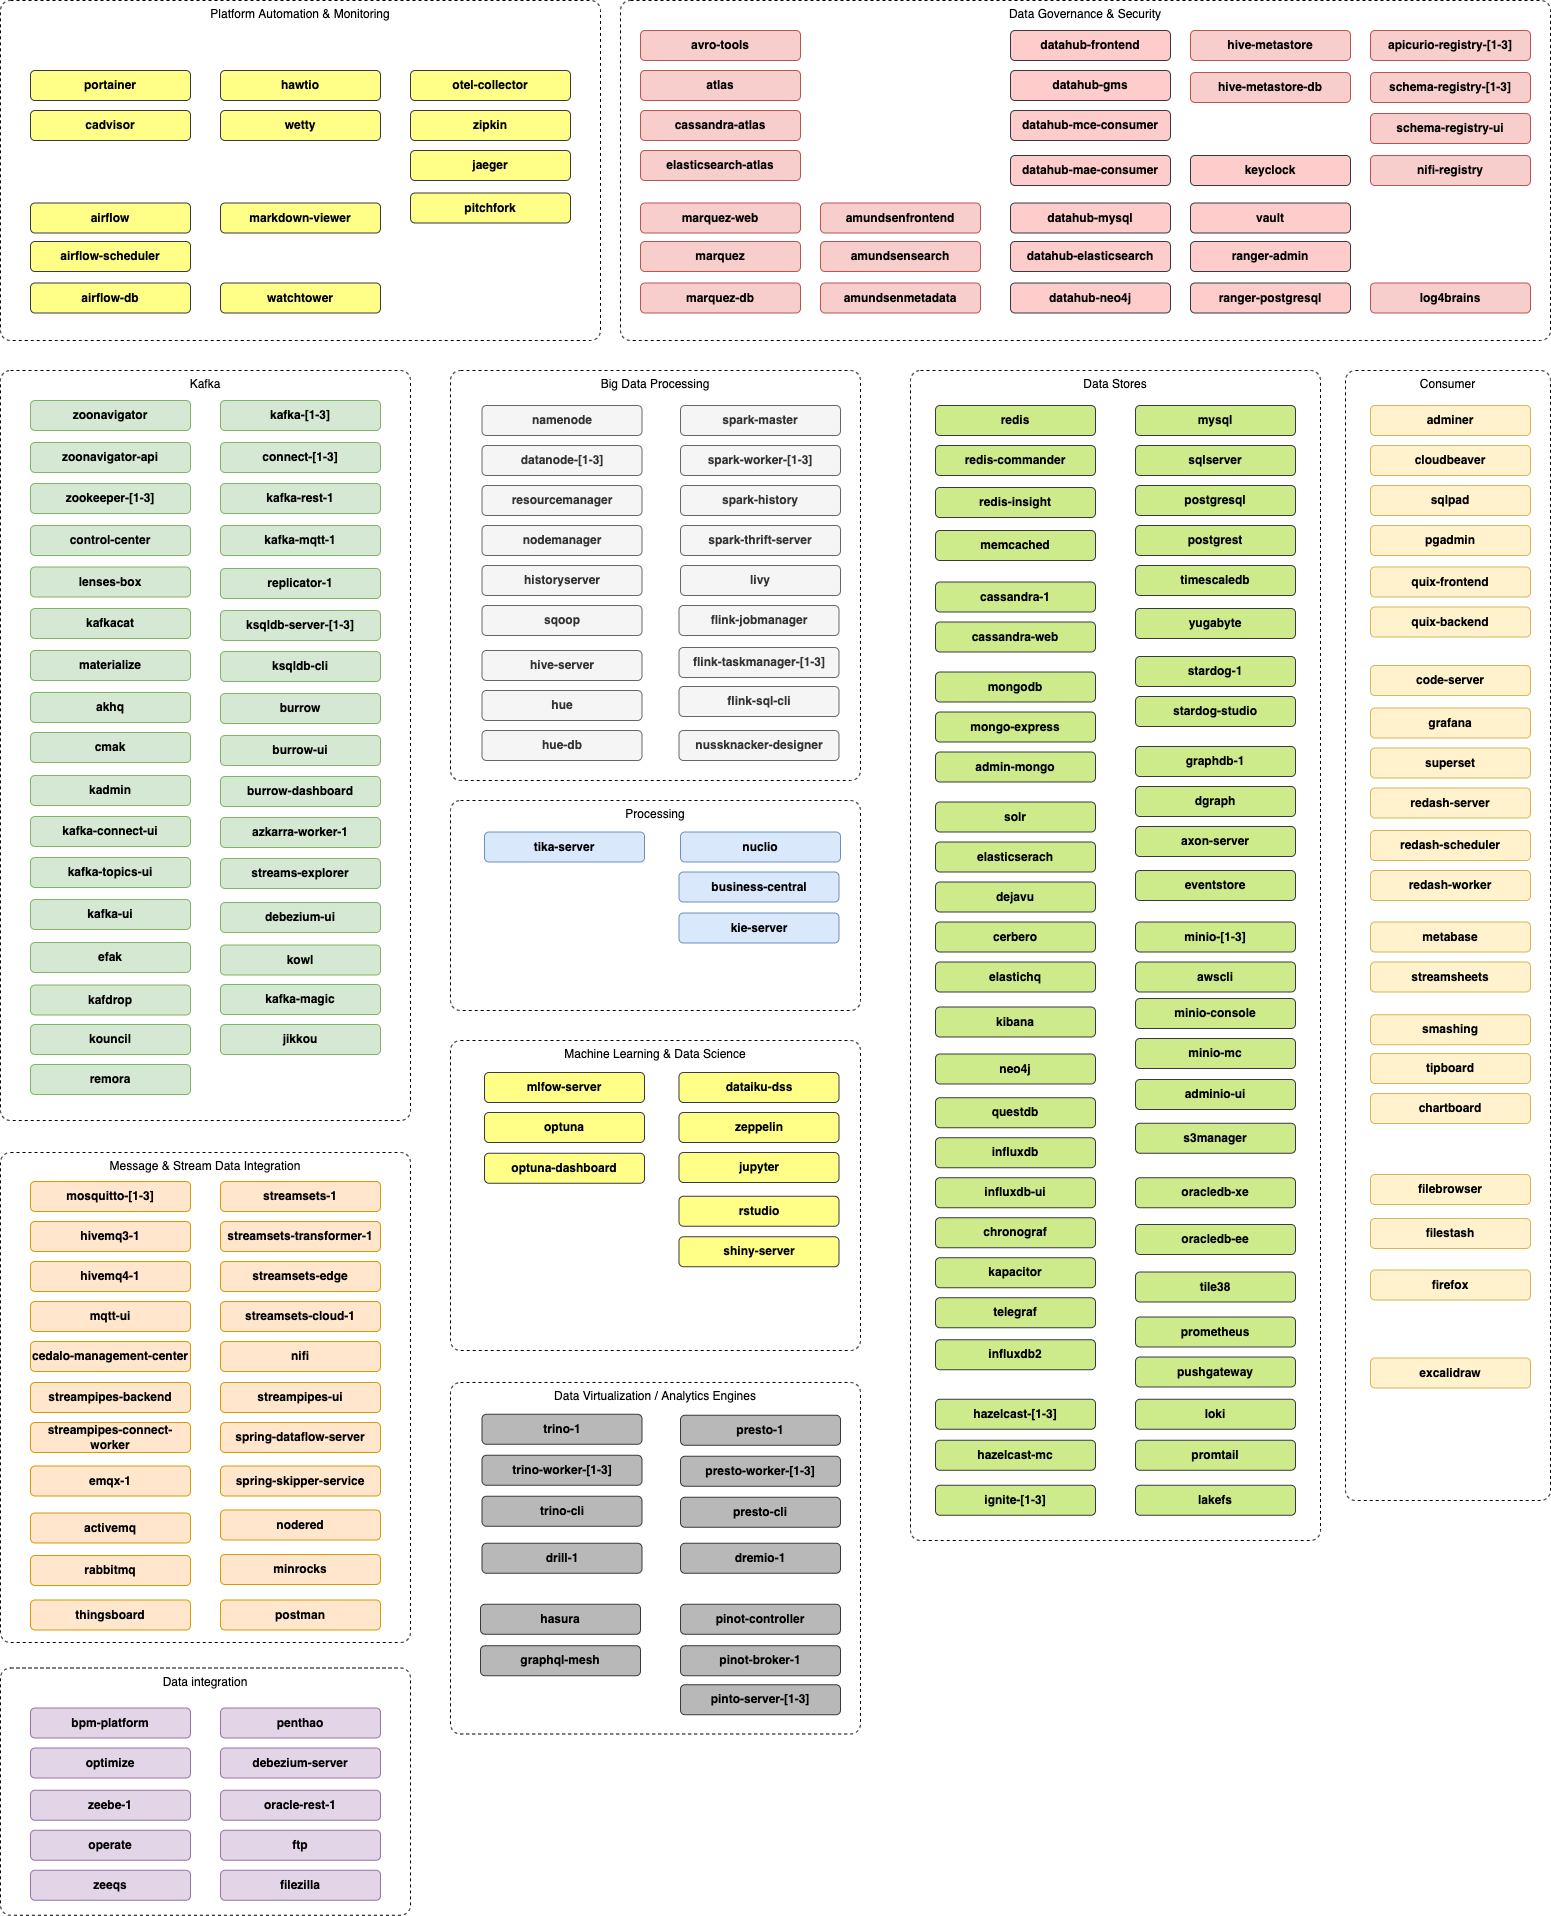 Platform Automation & Monitoring
portainer
cadvisor
airflow
airflow-scheduler
airflow-db
hawtio
wetty
markdown-viewer
watchtower
otel-collector
zipkin
jaeger
pitchfork
Data Governance & Security
avro-tools
atlas
cassandra-atlas
elasticsearch-atlas
marquez-web
marquez
marquez-db
amundsenfrontend
amundsensearch
amundsenmetadata
datahub-frontend
datahub-gms
datahub-mce-consumer
datahub-mae-consumer
datahub-mysql
datahub-elasticsearch
datahub-neo4j
hive-metastore
hive-metastore-db
keyclock
vault
ranger-admin
ranger-postgresql
apicurio-registry-[1-3]
schema-registry-[1-3]
schema-registry-ui
nifi-registry
log4brains
Kafka
zoonavigator
zoonavigator-api
zookeeper-[1-3]
control-center
lenses-box
kafkacat
materialize
akhq
cmak
kadmin
kafka-connect-ui
kafka-topics-ui
kafka-ui
efak
kafdrop
kouncil
remora
kafka-[1-3]
connect-[1-3]
kafka-rest-1
kafka-mqtt-1
replicator-1
ksqldb-server-[1-3]
ksqldb-cli
burrow
burrow-ui
burrow-dashboard
azkarra-worker-1
streams-explorer
debezium-ui
kowl
kafka-magic
jikkou
Message & Stream Data Integration
mosquitto-[1-3]
hivemq3-1
hivemq4-1
mqtt-ui
cedalo-management-center
streampipes-backend
streampipes-connect-
worker
emqx-1
activemq
rabbitmq
thingsboard
streamsets-1
streamsets-transformer-1
streamsets-edge
streamsets-cloud-1
nifi
streampipes-ui
spring-dataflow-server
spring-skipper-service
nodered
minrocks
postman
Data integration
bpm-platform
optimize
zeebe-1
operate
zeeqs
penthao
debezium-server
oracle-rest-1
ftp
filezilla
Big Data Processing
namenode
datanode-[1-3]
resourcemanager
nodemanager
historyserver
sqoop
hive-server
hue
hue-db
spark-master
spark-worker-[1-3]
spark-history
spark-thrift-server
livy
flink-jobmanager
flink-taskmanager-[1-3]
flink-sql-cli
nussknacker-designer
Processing
tika-server
nuclio
business-central
kie-server
Machine Learning & Data Science
mlfow-server
optuna
optuna-dashboard
dataiku-dss
zeppelin
jupyter
rstudio
shiny-server
Data Virtualization / Analytics Engines
trino-1
trino-worker-[1-3]
trino-cli
drill-1
hasura
graphql-mesh
presto-1
presto-worker-[1-3]
presto-cli
dremio-1
pinot-controller
pinot-broker-1
pinto-server-[1-3]
Data Stores
redis
redis-commander
redis-insight
memcached
cassandra-1
cassandra-web
mongodb
mongo-express
admin-mongo
solr
elasticserach
dejavu
cerbero
elastichq
kibana
neo4j
questdb
influxdb
influxdb-ui
chronograf
kapacitor
telegraf
influxdb2
hazelcast-[1-3]
hazelcast-mc
ignite-[1-3]
mysql
sqlserver
postgresql
postgrest
timescaledb
yugabyte
stardog-1
stardog-studio
graphdb-1
dgraph
axon-server
eventstore
minio-[1-3]
awscli
minio-console
minio-mc
adminio-ui
s3manager
oracledb-xe
oracledb-ee
tile38
prometheus
pushgateway
loki
promtail
lakefs
Consumer
adminer
cloudbeaver
sqlpad
pgadmin
quix-frontend
quix-backend
code-server
grafana
superset
redash-server
redash-scheduler
redash-worker
metabase
streamsheets
smashing
tipboard
chartboard
filebrowser
filestash
firefox
excalidraw